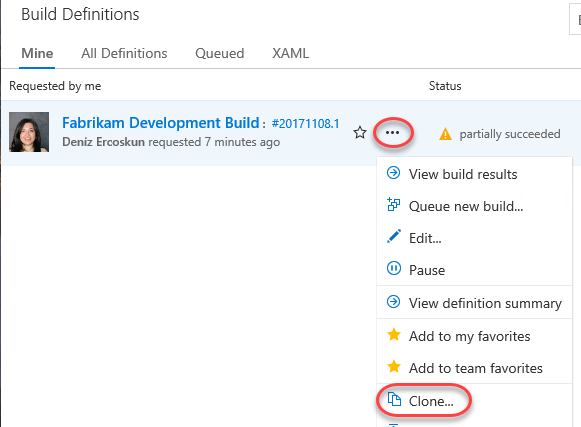 Build Definitions
Mine All Definitions Queued XAML
Requested by me Status
Fabrikam Development Build : #20171108.1
Deniz Ercoskun requested 7 minutes ago
partially succeeded
View build results
Queue new build...
Edit...
Pause
View definition summary
Add to my favorites
Add to team favorites
Clone...